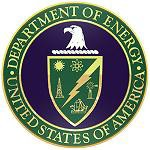 DEPARTMENT OF ENERGY
UNITED STATES OF AMERICA